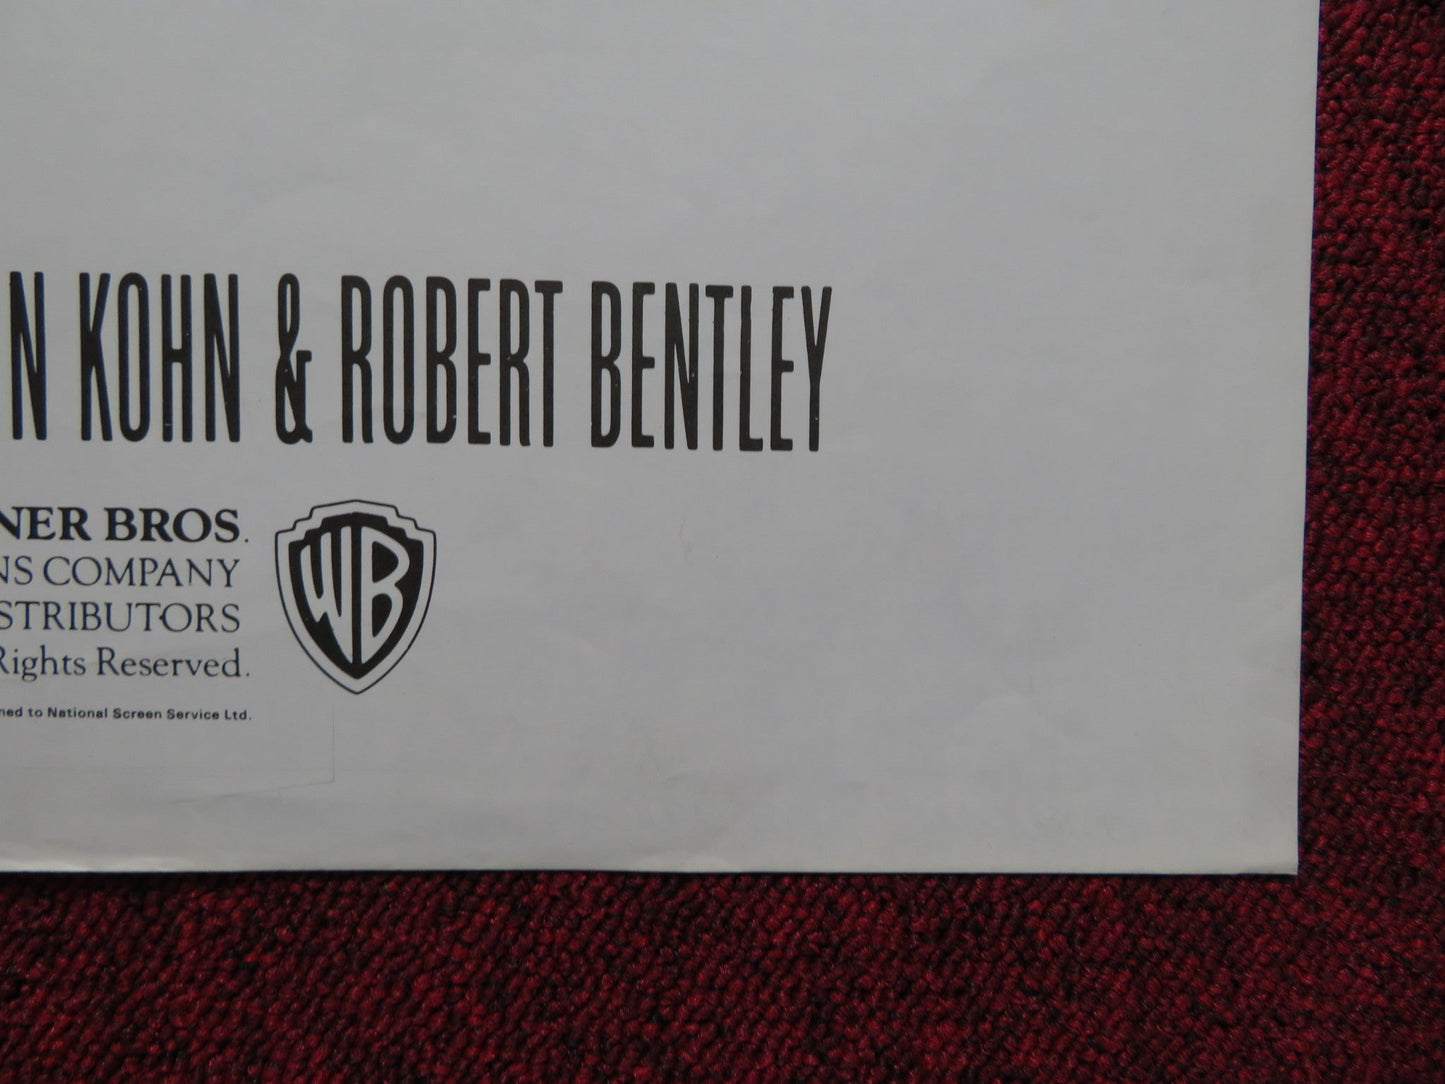 N KOHN & ROBERT BENTLEY
NER BROS.
NS COMPANY
STRIBUTORS
Rights Reserved.
ned to National Screen Service Ltd.
WB